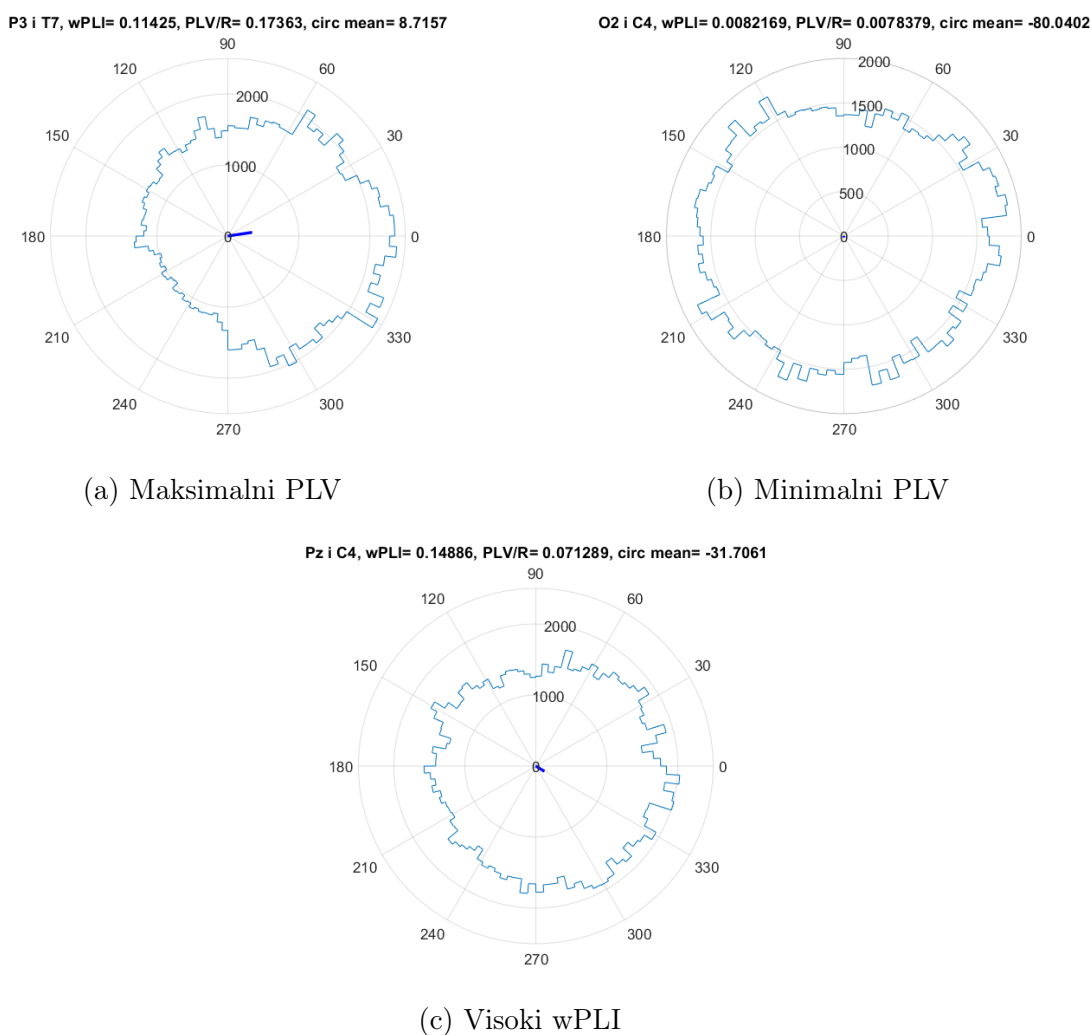 P3 i T7, wPLI= 0.11425, PLV/R= 0.17363, circ mean= 8.7157
90
120 60
2000
150 30
1000
180 0 0
210 330
240 300
270
(a) Maksimalni PLV
O2 i C4, wPLI= 0.0082169, PLV/R= 0.0078379, circ mean= -80.0402
90
2000
120 60
1500
150 30
1000
500
180 0 0
210 330
240 300
270
(b) Minimalni PLV
Pz i C4, wPLI= 0.14886, PLV/R= 0.071289, circ mean= -31.7061
90
120 60
2000
150 30
1000
180 0 0
210 330
240 300
270
(c) Visoki wPLI